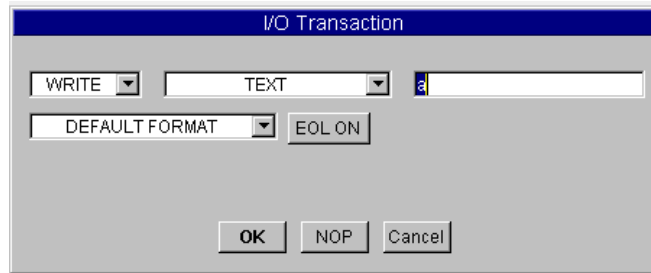 I/O Transaction
WRITE TEXT a
DEFAULT FORMAT EOL ON
OK NOP Cancel